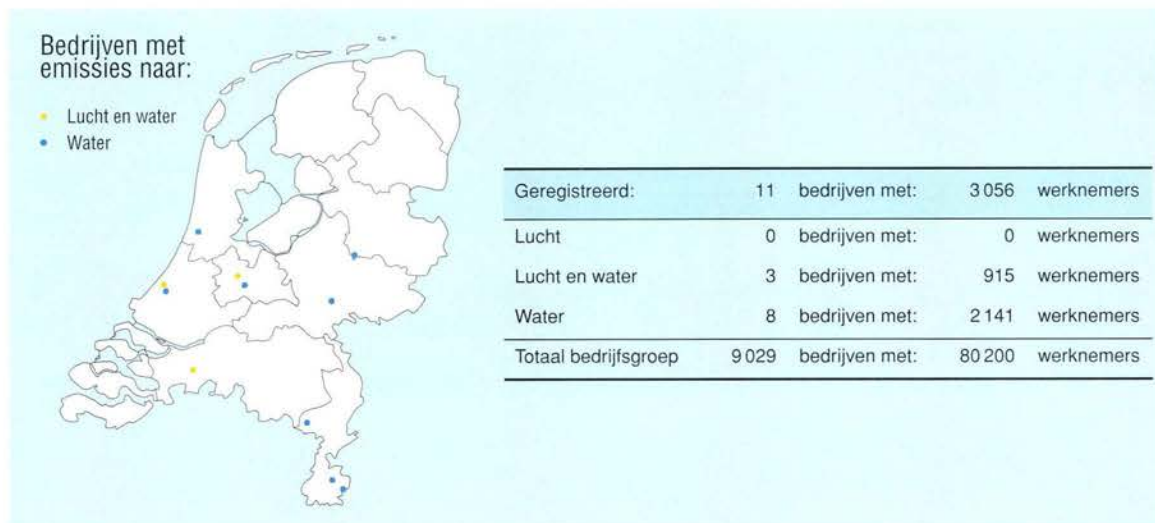 Bedrijven met
emissies naar:
Lucht en water
Water
Geregistreerd: 11 bedrijven met: 3 056 werknemers
Lucht 0 bedrijven met: 0 werknemers
Lucht en water 3 bedrijven met: 915 werknemers
Water 8 bedrijven met: 2 141 werknemers
Totaal bedrijfsgroep 9 029 bedrijven met: 80 200 werknemers